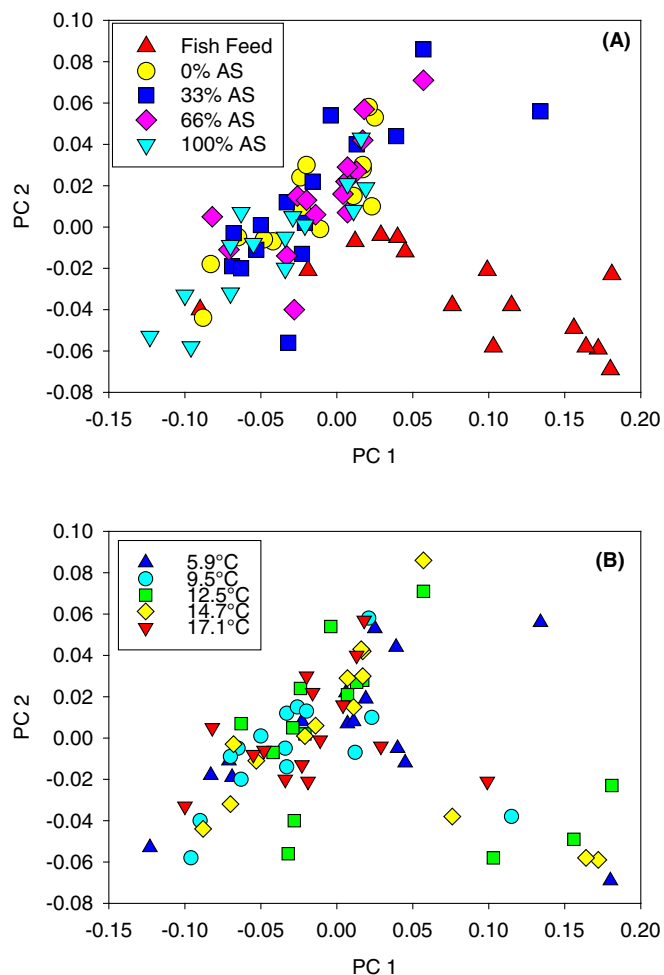 (A)
Fish Feed
0% AS
33% AS
66% AS
100% AS
0.10
0.08
0.06
0.04
0.02
0.00
-0.02
-0.04
-0.06
-0.08
PC 2
-0.15 -0.10 -0.05 0.00 0.05 0.10 0.15 0.20
PC 1
(B)
5.9°C
9.5°C
12.5°C
14.7°C
17.1°C
0.10
0.08
0.06
0.04
0.02
0.00
-0.02
-0.04
-0.06
-0.08
PC 2
-0.15 -0.10 -0.05 0.00 0.05 0.10 0.15 0.20
PC 1